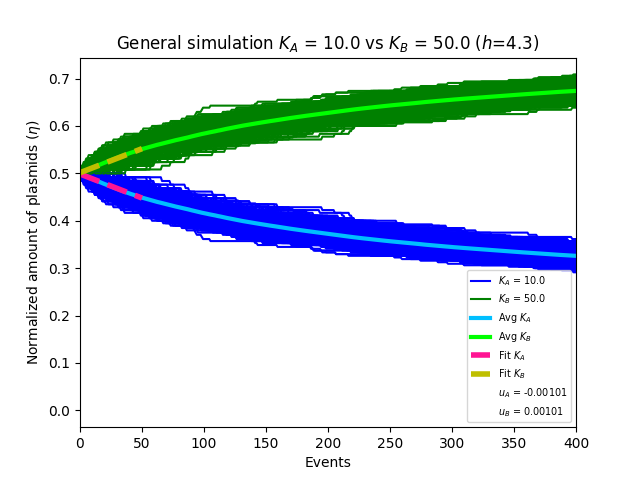 General simulation K_A = 10.0 vs K_B = 50.0 (h=4.3)
Normalized amount of plasmids (η)
0.7
0.6
0.5
0.4
0.3
0.2
0.1
0.0
K_A = 10.0
K_B = 50.0
Avg K_A
Avg K_B
Fit K_A
Fit K_B
u_A = -0.00101
u_B = 0.00101
0 50 100 150 200 250 300 350 400
Events